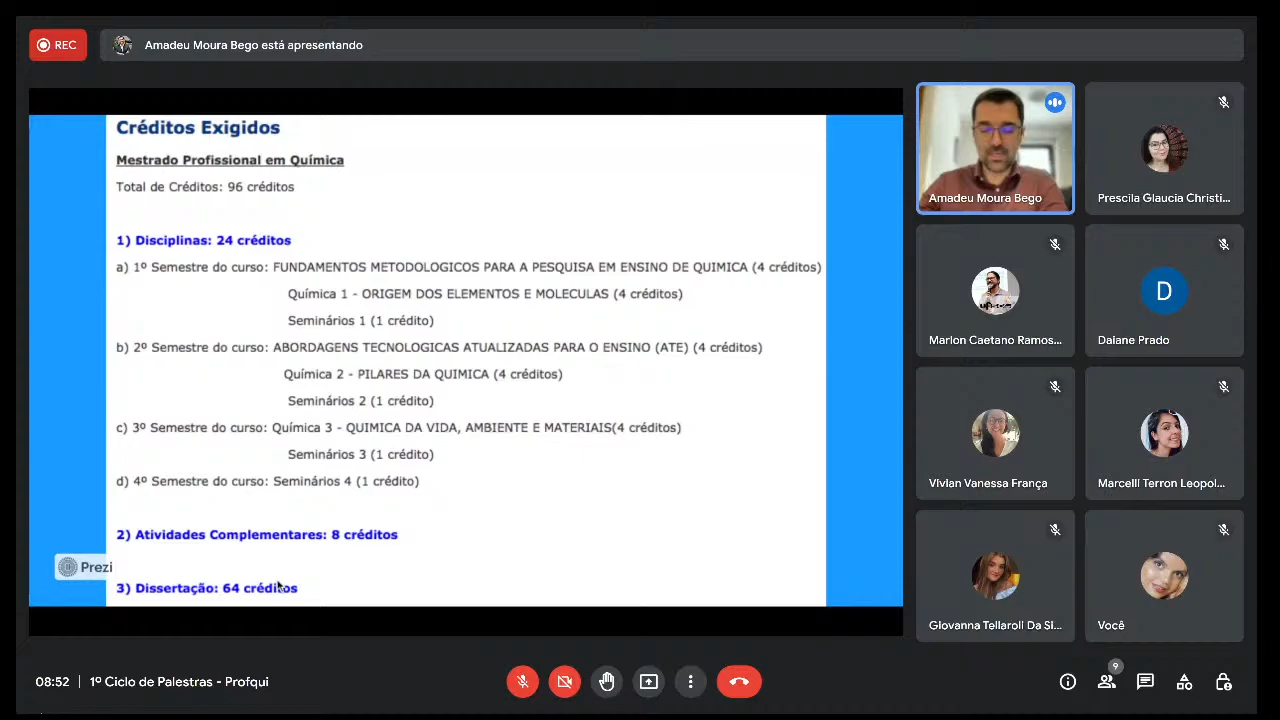 REC
Amadeu Moura Bego está apresentando
Créditos Exigidos
Mestrado Profissional em Química
Total de Créditos: 96 créditos
1) Disciplinas: 24 créditos
a) 1º Semestre do curso: FUNDAMENTOS METODOLOGICOS PARA A PESQUISA EM ENSINO DE QUIMICA (4 créditos)
Química 1 - ORIGEM DOS ELEMENTOS E MOLECULAS (4 créditos)
Seminários 1 (1 crédito)
b) 2º Semestre do curso: ABORDAGENS TECNOLOGICAS ATUALIZADAS PARA O ENSINO (ATE) (4 créditos)
Química 2 - PILARES DA QUIMICA (4 créditos)
Seminários 2 (1 crédito)
c) 3º Semestre do curso: Química 3 - QUIMICA DA VIDA, AMBIENTE E MATERIAIS(4 créditos)
Seminários 3 (1 crédito)
d) 4º Semestre do curso: Seminários 4 (1 crédito)
2) Atividades Complementares: 8 créditos
3) Dissertação: 64 créditos
Prezi
Amadeu Moura Bego
Prescila Glaucia Christi...
Marlon Caetano Ramos...
D
Daiane Prado
Vivian Vanessa França
Marcelli Terron Leopol...
Giovanna Tellaroli Da Si...
Você
08:52 | 1º Ciclo de Palestras - Profqui
9